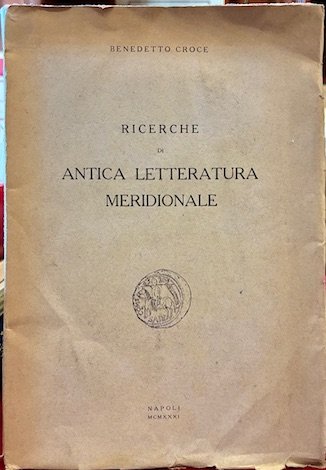 BENEDETTO CROCE
RICERCHE
DI
ANTICA LETTERATURA
MERIDIONALE
NAPOLI
MCMXXXI